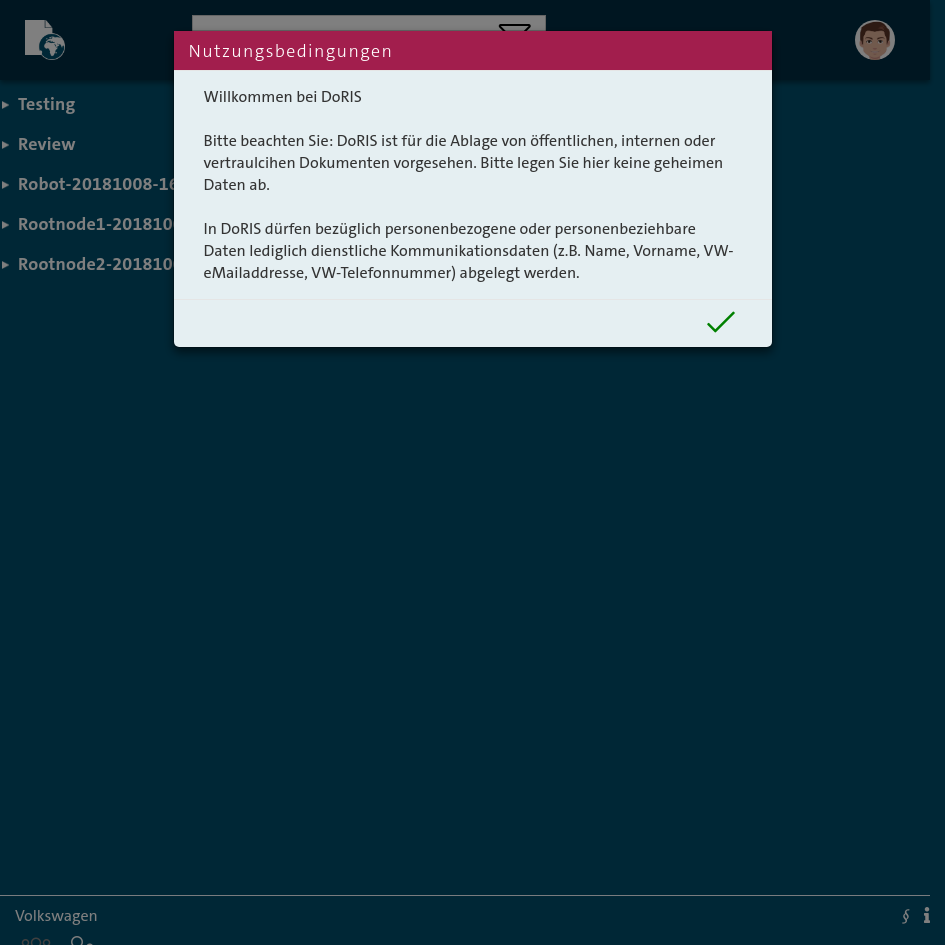 Nutzungsbedingungen
Willkommen bei DoRIS
Bitte beachten Sie: DoRIS ist für die Ablage von öffentlichen, internen oder
vertraulcihen Dokumenten vorgesehen. Bitte legen Sie hier keine geheimen
Daten ab.
In DoRIS dürfen bezüglich personenbezogene oder personenbeziehbare
Daten lediglich dienstliche Kommunikationsdaten (z.B. Name, Vorname, VW-
eMailaddresse, VW-Telefonnummer) abgelegt werden.
Testing
Review
Robot-20181008-16
Rootnode1-201810
Rootnode2-201810
Volkswagen
§